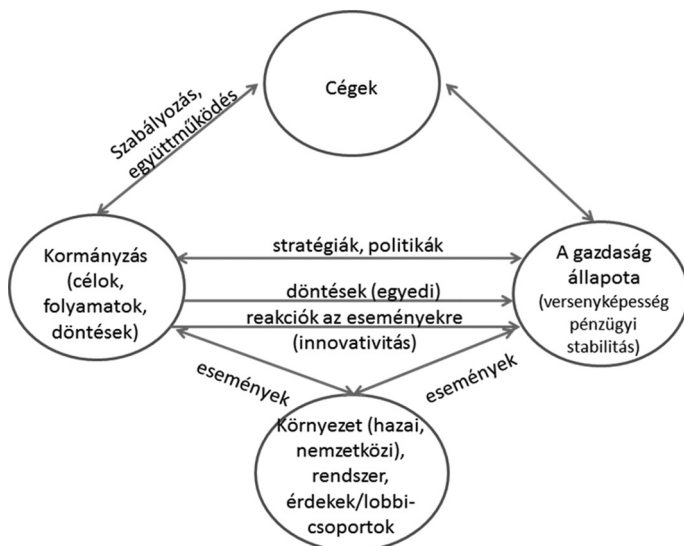 Cégek
Szabályozás,
együttműködés
Kormányzás
(célok,
folyamatok,
döntések)
stratégiák, politikák
döntések (egyedi)
reakciók az eseményekre
(innovativitás)
A gazdaság
állapota
(versenyképesség
pénzügyi
stabilitás)
események
események
Környezet (hazai,
nemzetközi),
rendszer,
érdekek/lobbi-
csoportok